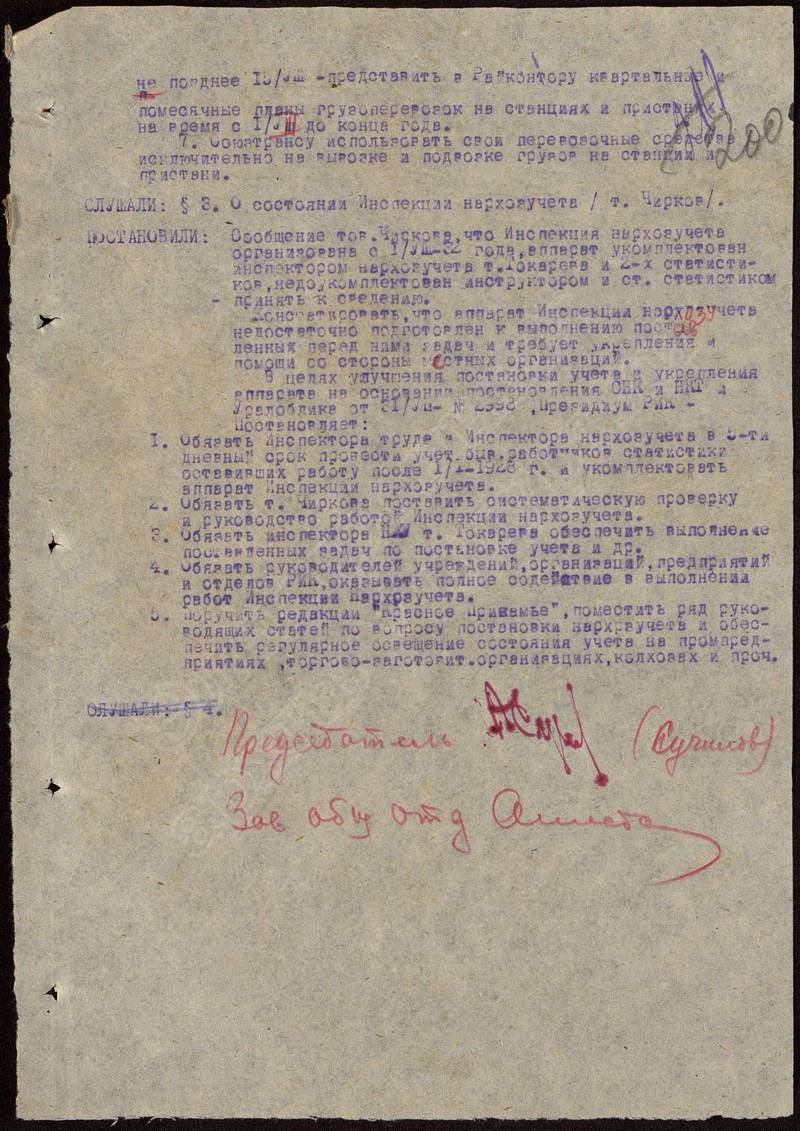 не позднее 15/VIII -представить в Райконтору квартальные и
помесячные планы грузоперевозок на станциях и пристанях
на время с 1/VIII до конца года.
7. Союзтрансу использовать свои перевозочные средства
исключительно на вывозке и подвозке грузов на станции и
пристани.
200
СЛУШАЛИ: § 3. О состоянии Инспекции нархозучета / т. Чирков/.
ПОСТАНОВИЛИ: Сообщение тов.Чиркова,что Инспекция нархозучета
организована с 1/VIII-32 года,аппарат укомплектован
инспектором нархозучета т.Токарева и 2-х статисти-
ков,недоукомплектован инструктором и ст. статистиком
- принять к сведению.
Констатировать,что аппарат Инспекции нархозучета
недостаточно подготовлен к выполнению постав
ленных перед ними задач и требует укрепления и
помощи со стороны местных организаций.
В целях улучшения постановки учета и укрепления
аппарата на основании постановления СНК и НКТ и
Уралоблика от 31/VII- № 2998 ,Президиум РИК -
Постановляет:
1. Обязать Инспектора труда и Инспектора нархозучета в 5-ти
дневный срок провести учет быв.работников статистики
оставивших работу после 1/1-1928 г. и укомплектовать
аппарат Инспекции нархозучета.
2. Обязать т. Чиркова поставить систематическую проверку
и руководство работой Инспекции нархозучета.
3. Обязать инспектора т. Токарева обеспечить выполнение
поставленных задач по постановке учета и др.
4. Обязать руководителей учреждений,организаций,предприятий
и отделов РИК,оказывать полное содействие в выполнении
работ Инспекции Нархраучета.
5. Поручить редакции "Красное Прикамье",поместить ряд руко-
водящих статей по вопросу постановки нархраучета и обес-
печить регулярное освещение состояния учета на промпред-
приятиях ,торгово-заготовит.организациях,колхозах и проч.
СЛУШАЛИ: § 4.
Председатель (Сучилов)
Зав общ отд